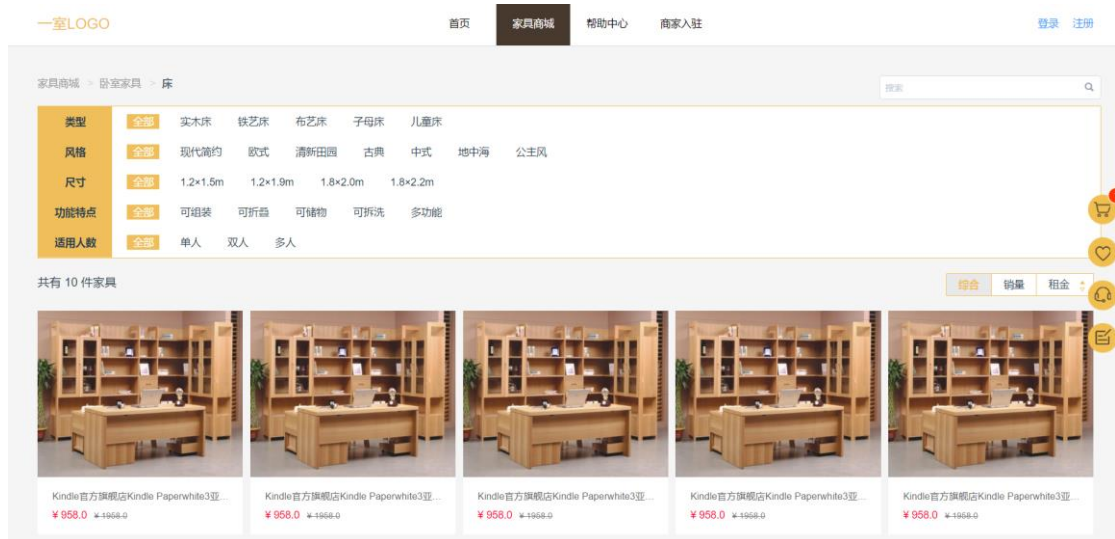 一室LOGO 首页 家具商城 帮助中心 商家入驻 登录 注册
家具商城 > 卧室家具 > 床 搜索
类型 全部 实木床 铁艺床 布艺床 子母床 儿童床
风格 全部 现代简约 欧式 清新田园 古典 中式 地中海 公主风
尺寸 全部 1.2×1.5m 1.2×1.9m 1.8×2.0m 1.8×2.2m
功能特点 全部 可组装 可折叠 可储物 可拆洗 多功能
适用人数 全部 单人 双人 多人
共有 10 件家具 综合 销量 租金
Kindle官方旗舰店Kindle Paperwhite3亚... Kindle官方旗舰店Kindle Paperwhite3亚... Kindle官方旗舰店Kindle Paperwhite3亚... Kindle官方旗舰店Kindle Paperwhite3亚... Kindle官方旗舰店Kindle Paperwhite3亚...
¥ 958.0 ¥ 1958.0 ¥ 958.0 ¥ 1958.0 ¥ 958.0 ¥ 1958.0 ¥ 958.0 ¥ 1958.0 ¥ 958.0 ¥ 1958.0